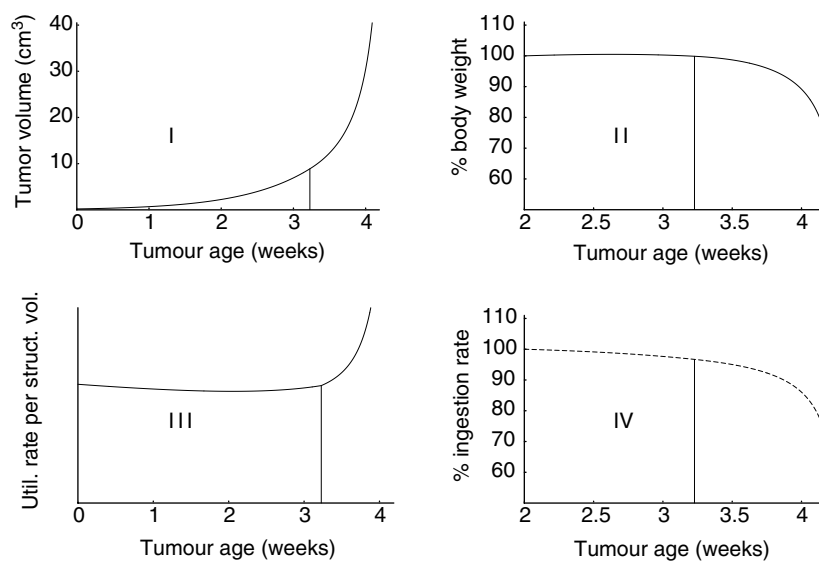 Tumor volume (cm³)
40
30
20
10
I
0 1 2 3 4
Tumour age (weeks)
% body weight
110
100
90
80
70
60
II
2 2.5 3 3.5 4
Tumour age (weeks)
Util. rate per struct. vol.
III
0 1 2 3 4
Tumour age (weeks)
% ingestion rate
110
100
90
80
70
60
IV
2 2.5 3 3.5 4
Tumour age (weeks)